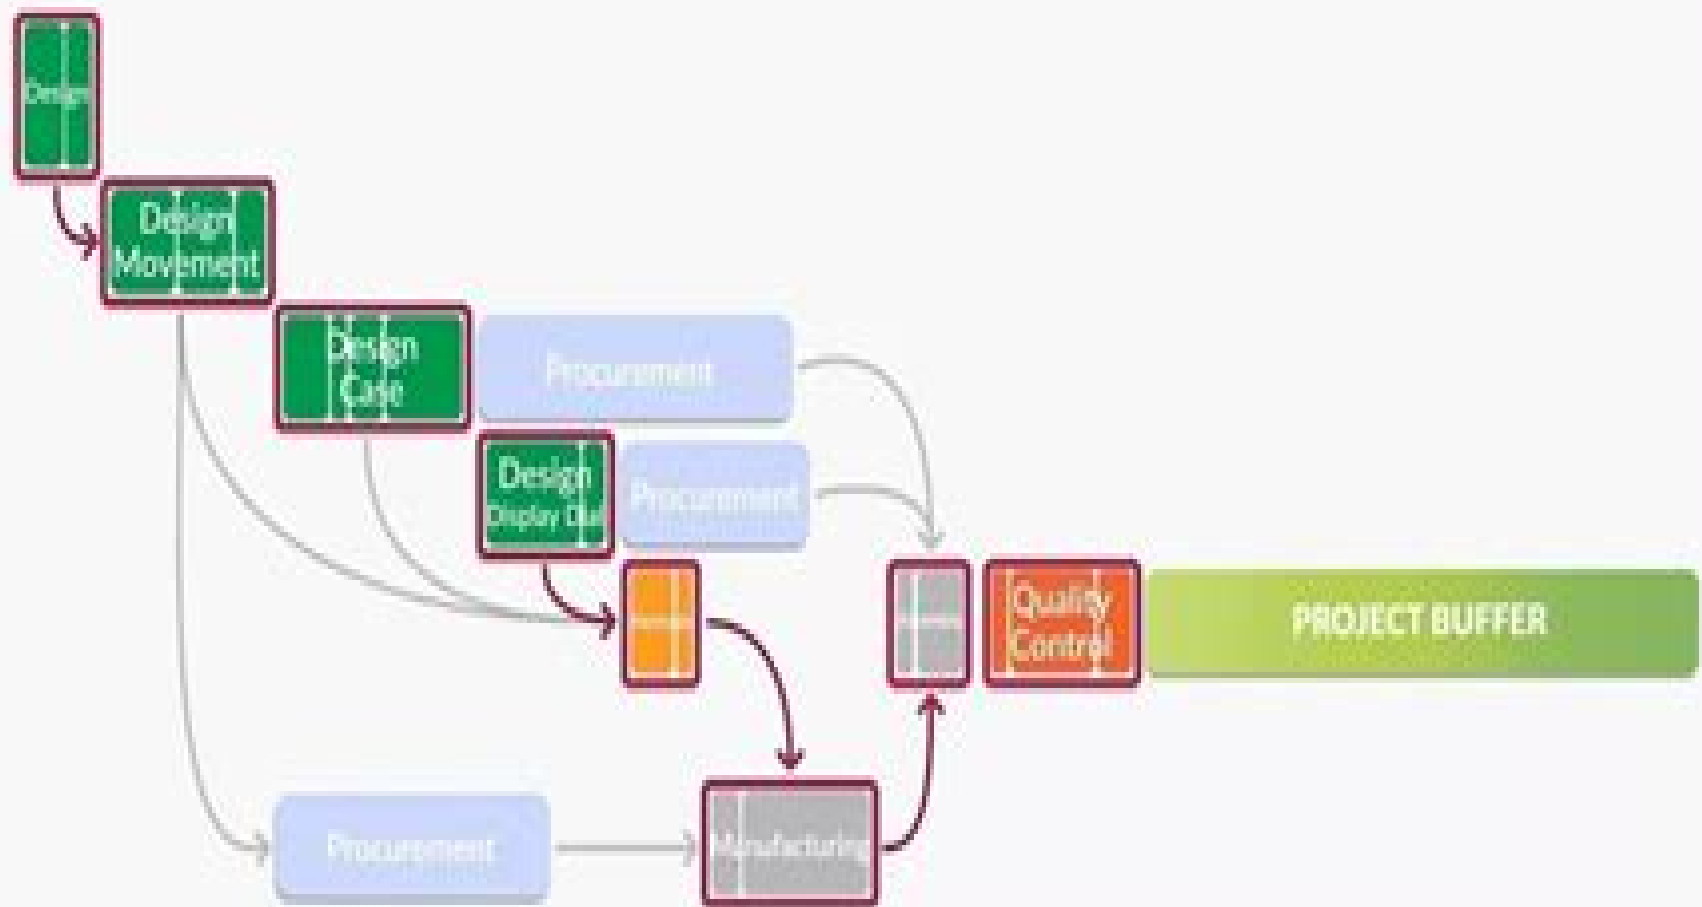 Design
Design
Movement
Design
Case
Procurement
Design
Display Dial
Procurement
Quality
Control
PROJECT BUFFER
Procurement
Manufacturing